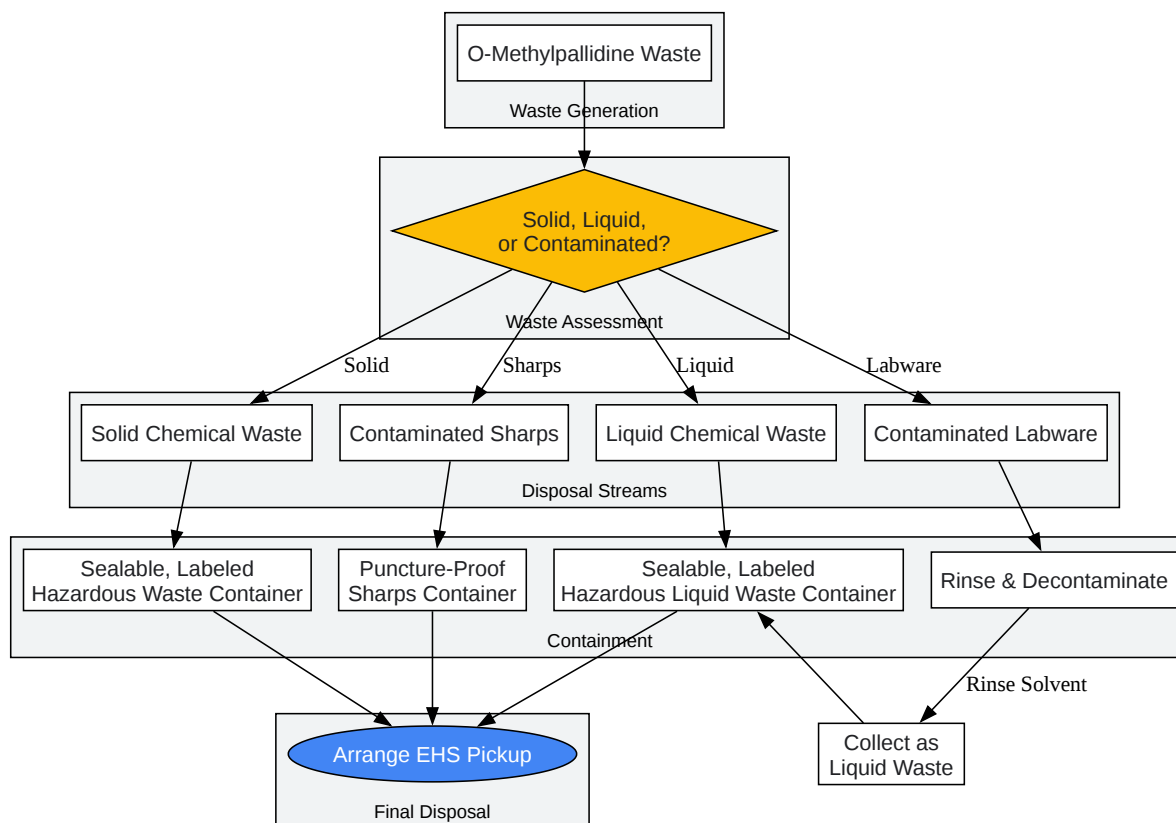 O-Methylpallidine Waste
Waste Generation
Solid, Liquid,
or Contaminated?
Waste Assessment
Solid
Sharps
Liquid
Labware
Solid Chemical Waste
Contaminated Sharps
Liquid Chemical Waste
Contaminated Labware
Disposal Streams
Sealable, Labeled
Hazardous Waste Container
Puncture-Proof
Sharps Container
Sealable, Labeled
Hazardous Liquid Waste Container
Rinse & Decontaminate
Containment
Rinse Solvent
Arrange EHS Pickup
Collect as
Liquid Waste
Final Disposal